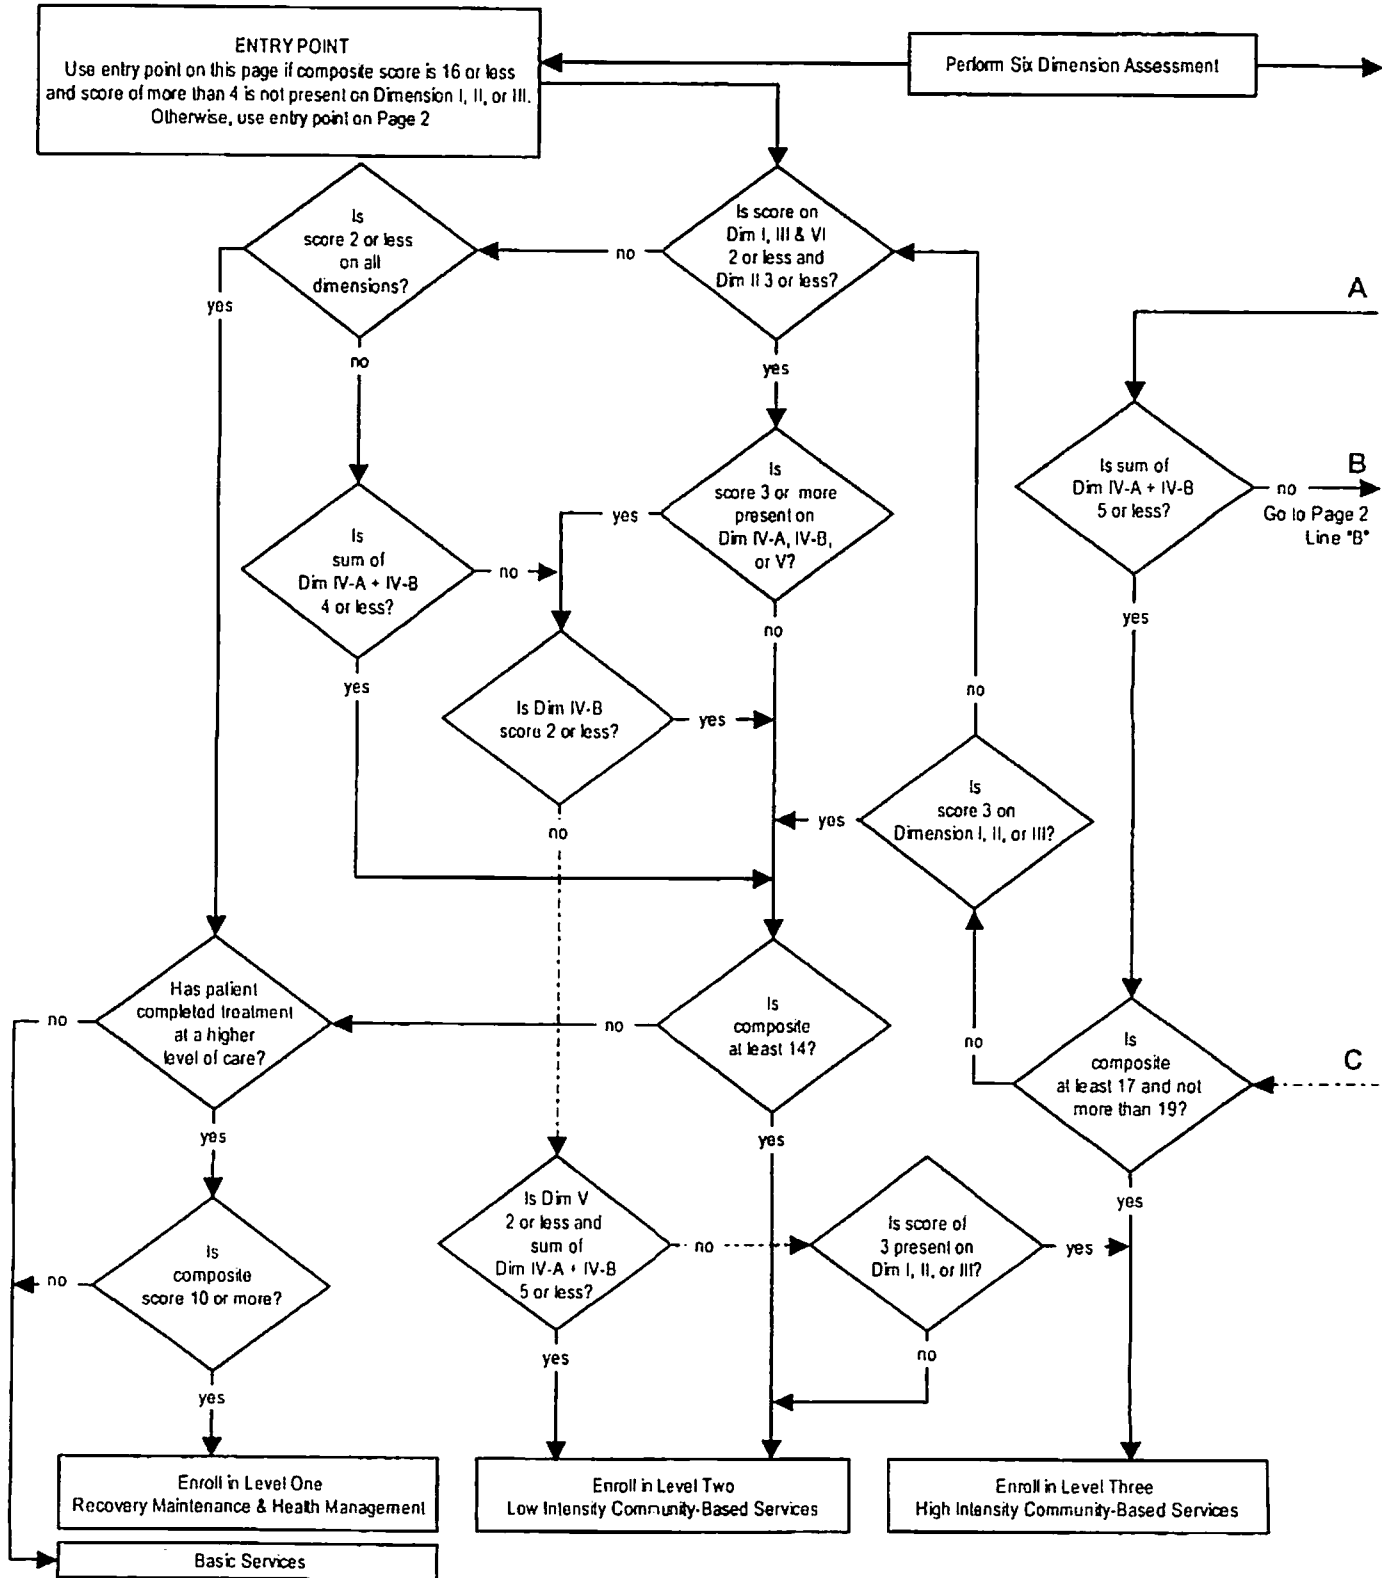 ENTRY POINT
Use entry point on this page if composite score is 16 or less
and score of more than 4 is not present on Dimension I, II, or III.
Otherwise, use entry point on Page 2
Perform Six Dimension Assessment
Is
score 2 or less
on all
dimensions?
no
Is score on
Dim I, III & VI
2 or less and
Dim II 3 or less?
yes
no
yes
A
Is
score 3 or more
present on
Dim IV-A, IV-B,
or V?
yes
no
Is sum of
Dim IV-A + IV-B
5 or less?
no
B
Go to Page 2
Line "B"
yes
Is
sum of
Dim IV-A + IV-B
4 or less?
no
yes
Is Dim IV-B
score 2 or less?
yes
no
Is
score 3 on
Dimension I, II, or III?
yes
no
Has patient
completed treatment
at a higher
level of care?
no
yes
Is
composite
at least 14?
no
yes
Is
composite
at least 17 and not
more than 19?
no
yes
C
Is
composite
score 10 or more?
no
yes
Is Dim V
2 or less and
sum of
Dim IV-A + IV-B
5 or less?
no
yes
Is score of
3 present on
Dim I, II, or III?
yes
no
Enroll in Level One
Recovery Maintenance & Health Management
Enroll in Level Two
Low Intensity Community-Based Services
Enroll in Level Three
High Intensity Community-Based Services
Basic Services